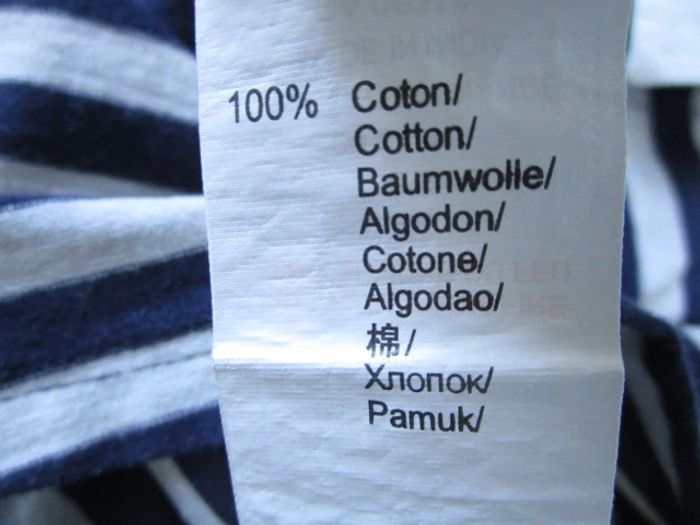 100% Coton/
Cotton/
Baumwolle/
Algodon/
Cotone/
Algodao/
棉/
Хлопок/
Pamuk/